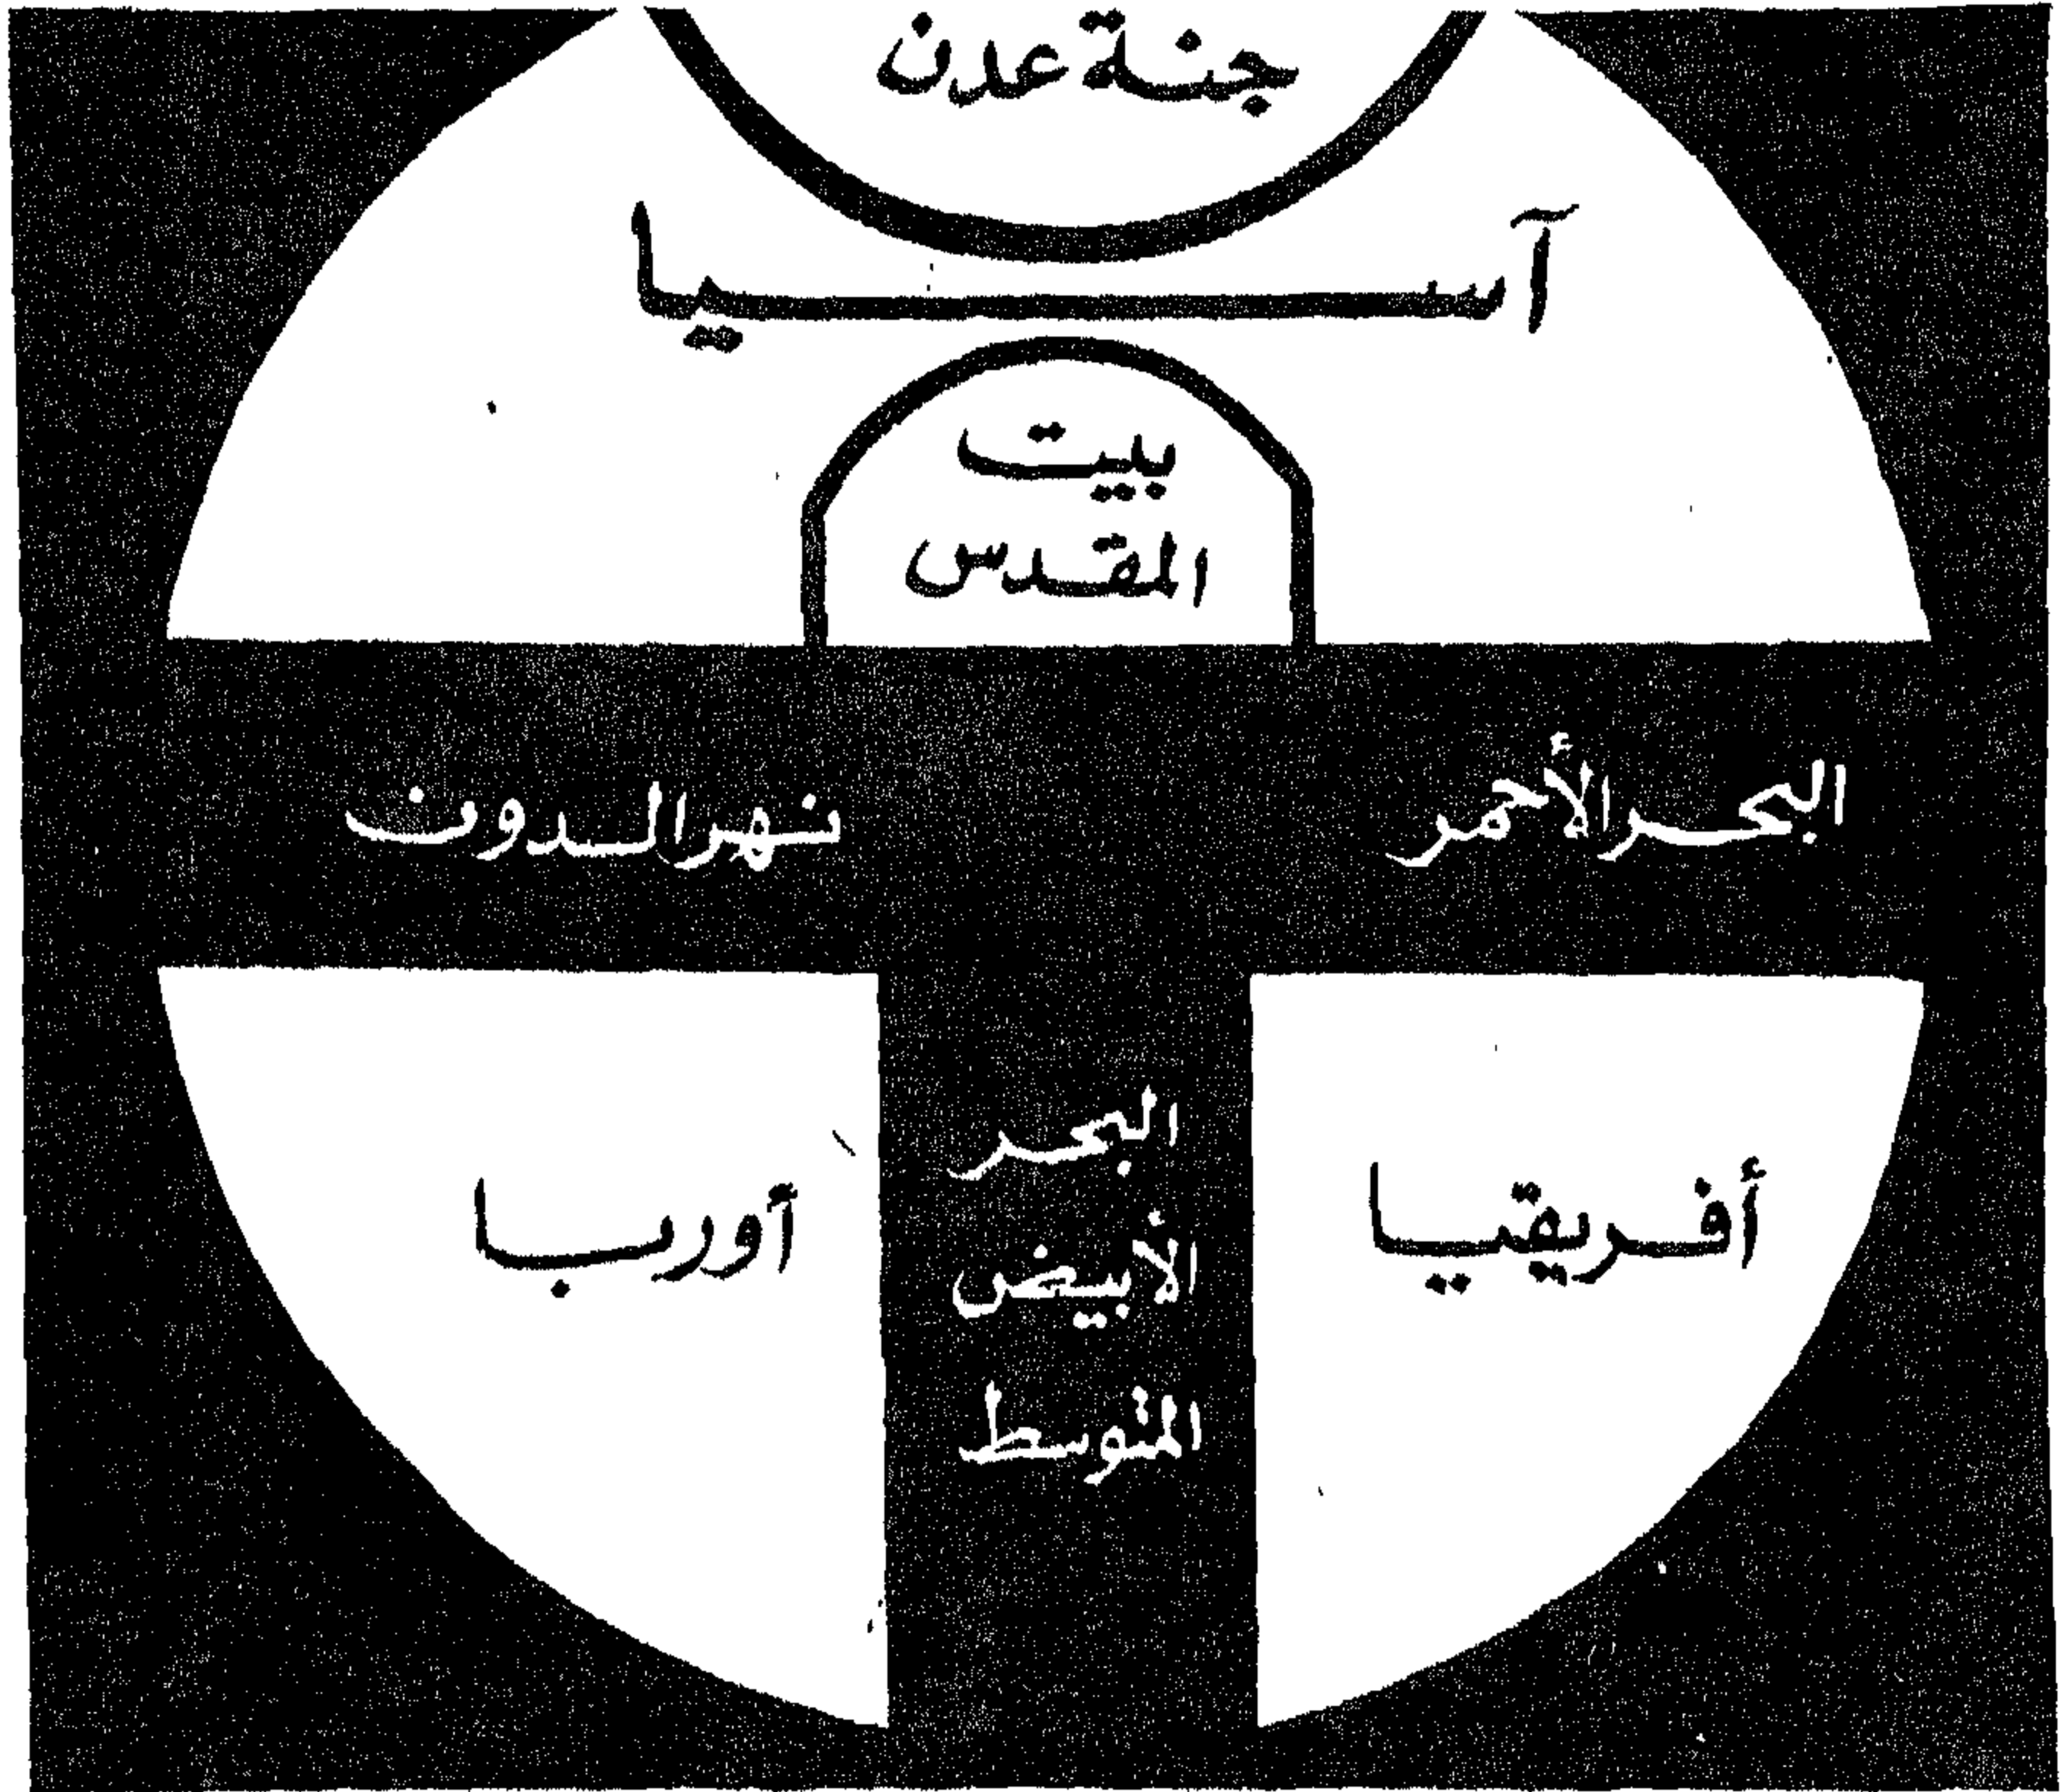 جنة عدن
آسيا
بيت
المقدس
البحر الأحمر
نهر الدون
أفريقيا
البحر
الأبيض
المتوسط
أوربا